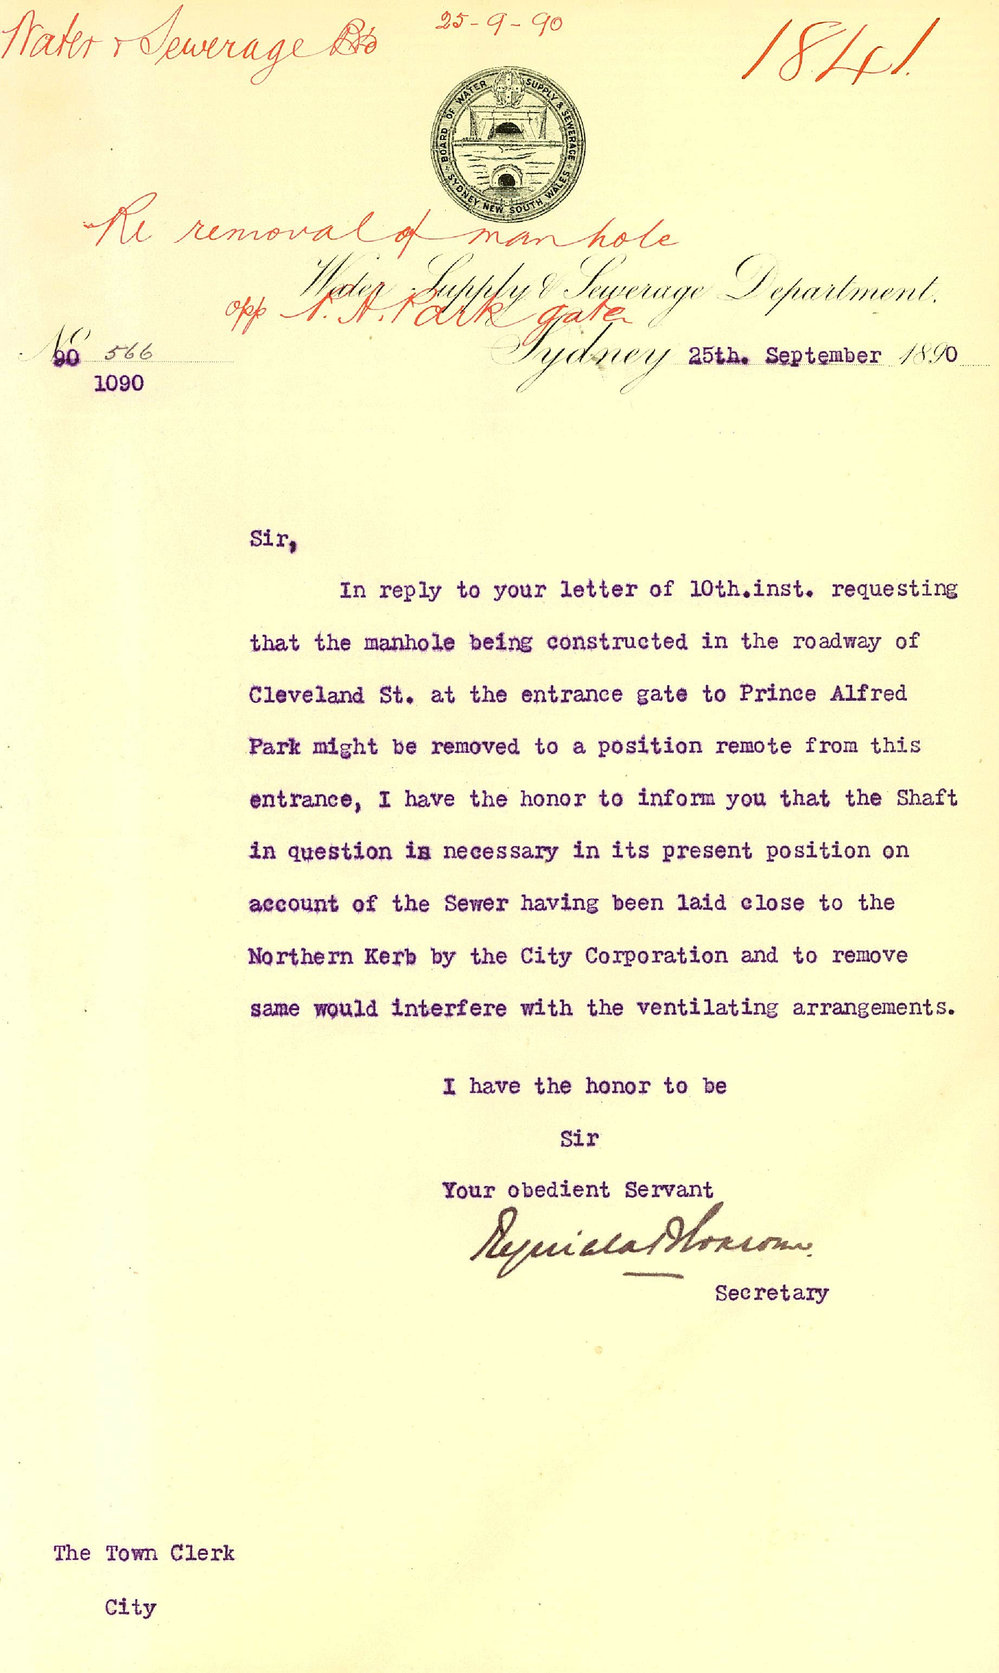 Water & Sewerage Bd
25-9-90
1841.
BOARD OF WATER SUPPLY & SEWERAGE
SYDNEY NEW SOUTH WALES
Re removal of man hole
Water Supply & Sewerage Department.
opp P. A. Park gate
No 566
90
1090
Sydney 25th. September 1890
Sir,
In reply to your letter of 10th.inst. requesting
that the manhole being constructed in the roadway of
Cleveland St. at the entrance gate to Prince Alfred
Park might be removed to a position remote from this
entrance, I have the honor to inform you that the Shaft
in question is necessary in its present position on
account of the Sewer having been laid close to the
Northern Kerb by the City Corporation and to remove
same would interfere with the ventilating arrangements.
I have the honor to be
Sir
Your obedient Servant
Secretary
The Town Clerk
City